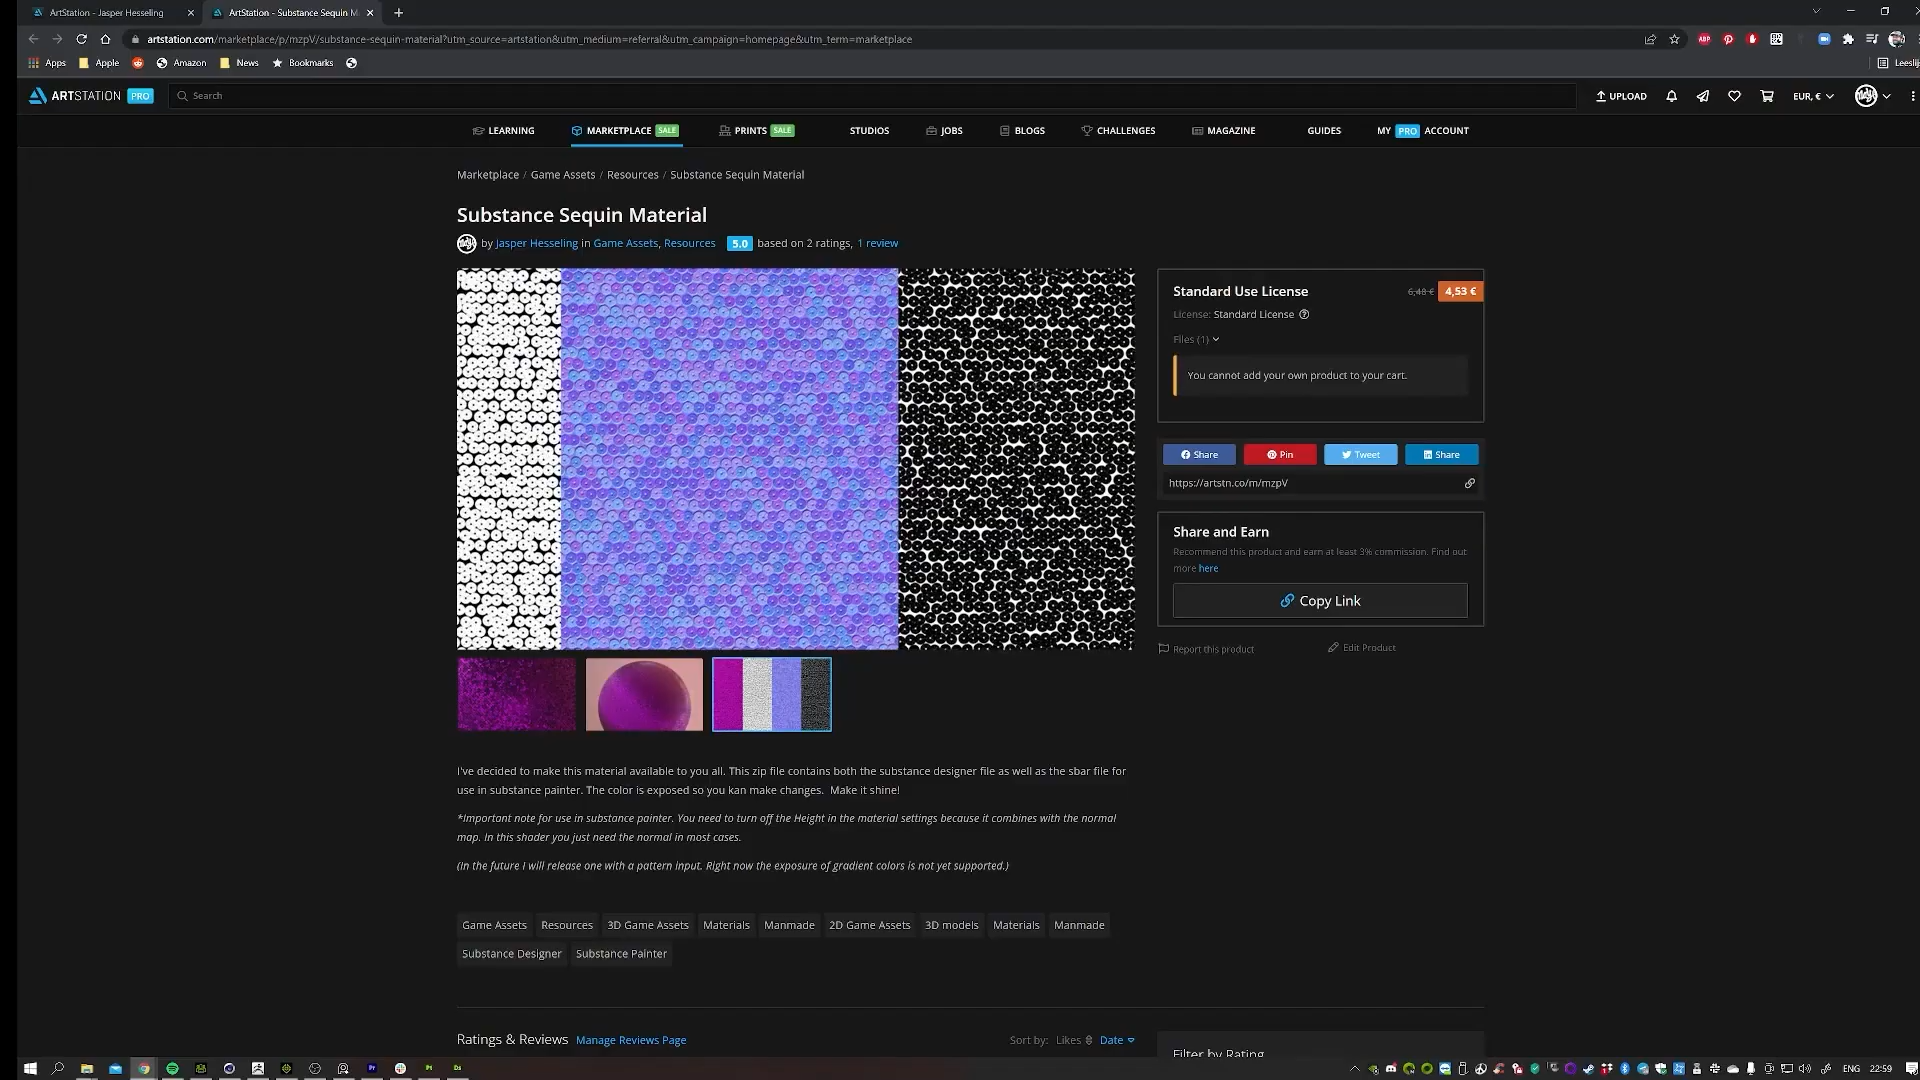 ArtStation - Jasper Hesseling
ArtStation - Substance Sequin M
artstation.com/marketplace/p/mzpV/substance-sequin-material?utm_source=artstation&utm_medium=referral&utm_campaign=homepage&utm_term=marketplace
ABP
Apps Apple Amazon News Bookmarks
Leeslijs
ARTSTATION PRO
Search
UPLOAD
EUR, €
LEARNING MARKETPLACE SALE PRINTS SALE STUDIOS JOBS BLOGS CHALLENGES MAGAZINE GUIDES MY PRO ACCOUNT
Marketplace / Game Assets / Resources / Substance Sequin Material
Substance Sequin Material
by Jasper Hesseling in Game Assets, Resources 5.0 based on 2 ratings, 1 review
Standard Use License 6,48 € 4,53 €
License: Standard License
Files (1)
You cannot add your own product to your cart.
Share Pin Tweet Share
https://artstn.co/m/mzpV
Share and Earn
Recommend this product and earn at least 3% commission. Find out
more here
Copy Link
Report this product Edit Product
I've decided to make this material available to you all. This zip file contains both the substance designer file as well as the sbar file for
use in substance painter. The color is exposed so you kan make changes. Make it shine!
*Important note for use in substance painter. You need to turn off the Height in the material settings because it combines with the normal
map. In this shader you just need the normal in most cases.
(In the future I will release one with a pattern input. Right now the exposure of gradient colors is not yet supported.)
Game Assets Resources 3D Game Assets Materials Manmade 2D Game Assets 3D models Materials Manmade
Substance Designer Substance Painter
Ratings & Reviews Manage Reviews Page
Sort by: Likes Date
Filter by Rating
ENG 22:59